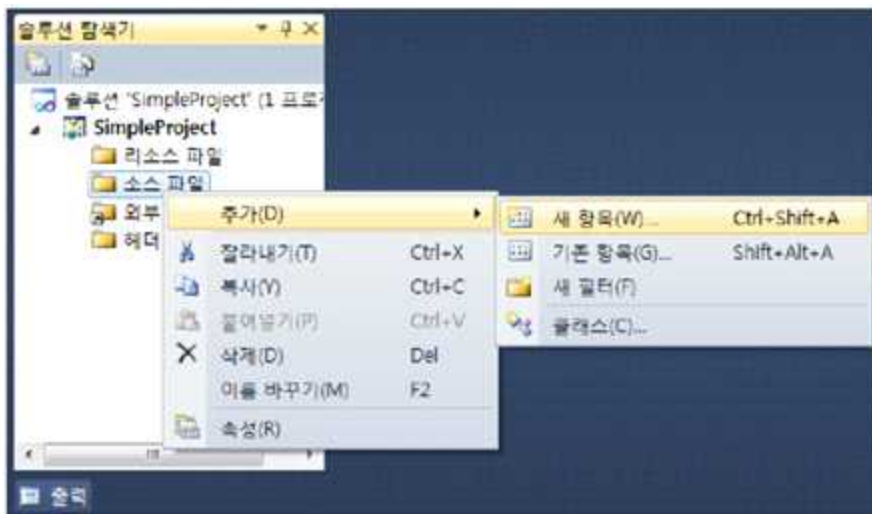 솔루션 탐색기
솔루션 'SimpleProject' (1 프로
SimpleProject
리소스 파일
소스 파일
외부
헤더
추가(D)
잘라내기(T) Ctrl+X
복사(Y) Ctrl+C
붙여넣기(P) Ctrl+V
삭제(D) Del
이름 바꾸기(M) F2
속성(R)
새 항목(W)... Ctrl+Shift+A
기존 항목(G)... Shift+Alt+A
새 필터(F)
클래스(C)...
출력